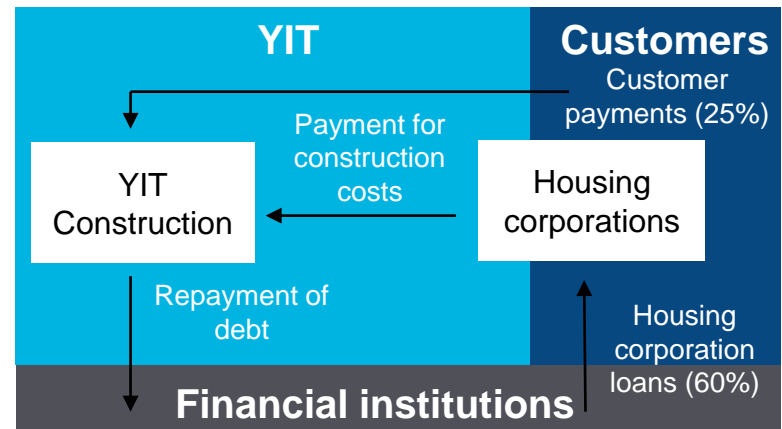 YIT
Customers
Customer
payments (25%)
Payment for
construction
costs
YIT
Construction
Housing
corporations
Repayment of
debt
Housing
corporation
loans (60%)
Financial institutions